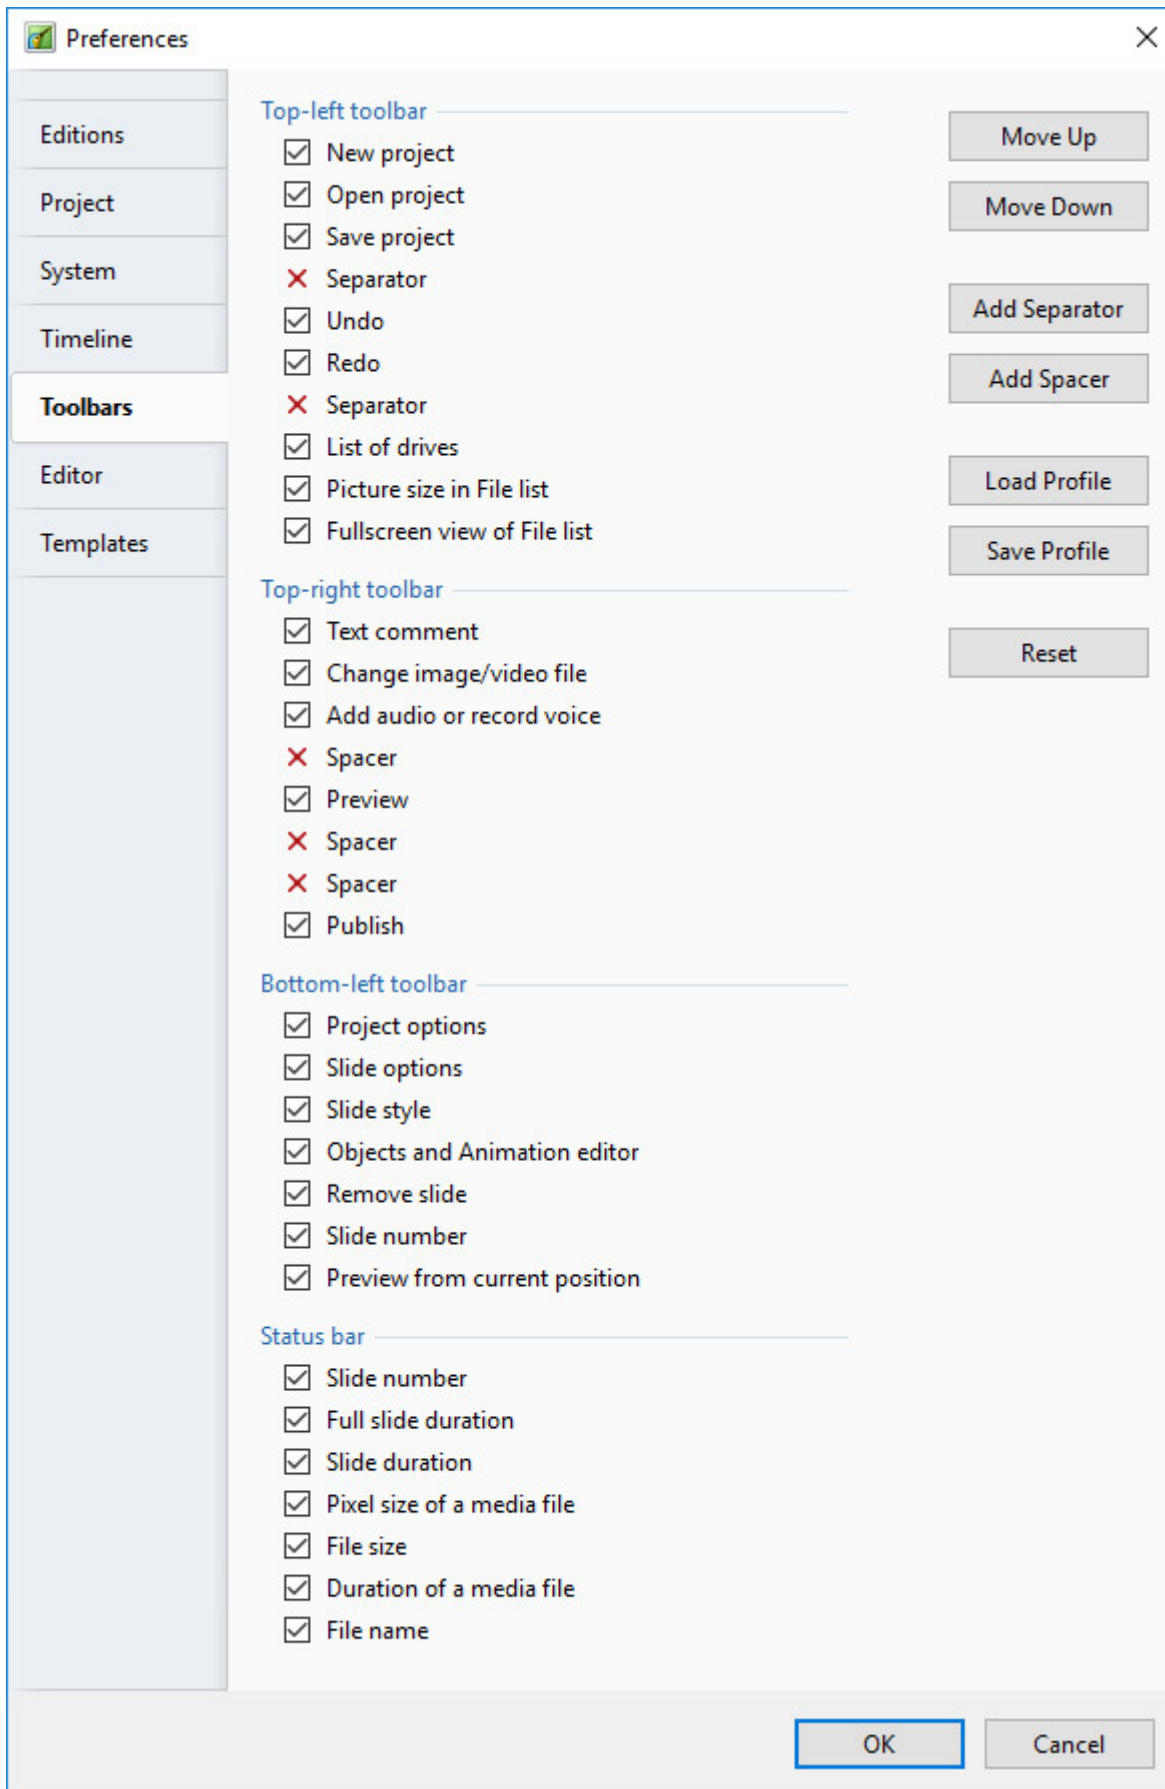 Preferences
Editions
Project
System
Timeline
Toolbars
Editor
Templates
Top-left toolbar
New project
Open project
Save project
Separator
Undo
Redo
Separator
List of drives
Picture size in File list
Fullscreen view of File list
Top-right toolbar
Text comment
Change image/video file
Add audio or record voice
Spacer
Preview
Spacer
Spacer
Publish
Bottom-left toolbar
Project options
Slide options
Slide style
Objects and Animation editor
Remove slide
Slide number
Preview from current position
Status bar
Slide number
Full slide duration
Slide duration
Pixel size of a media file
File size
Duration of a media file
File name
Move Up
Move Down
Add Separator
Add Spacer
Load Profile
Save Profile
Reset
OK
Cancel